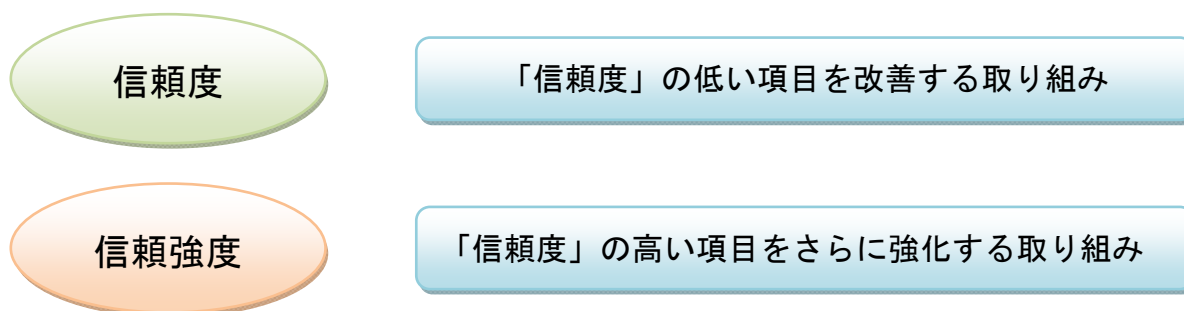 信頼度
「信頼度」の低い項目を改善する取り組み
信頼強度
「信頼度」の高い項目をさらに強化する取り組み